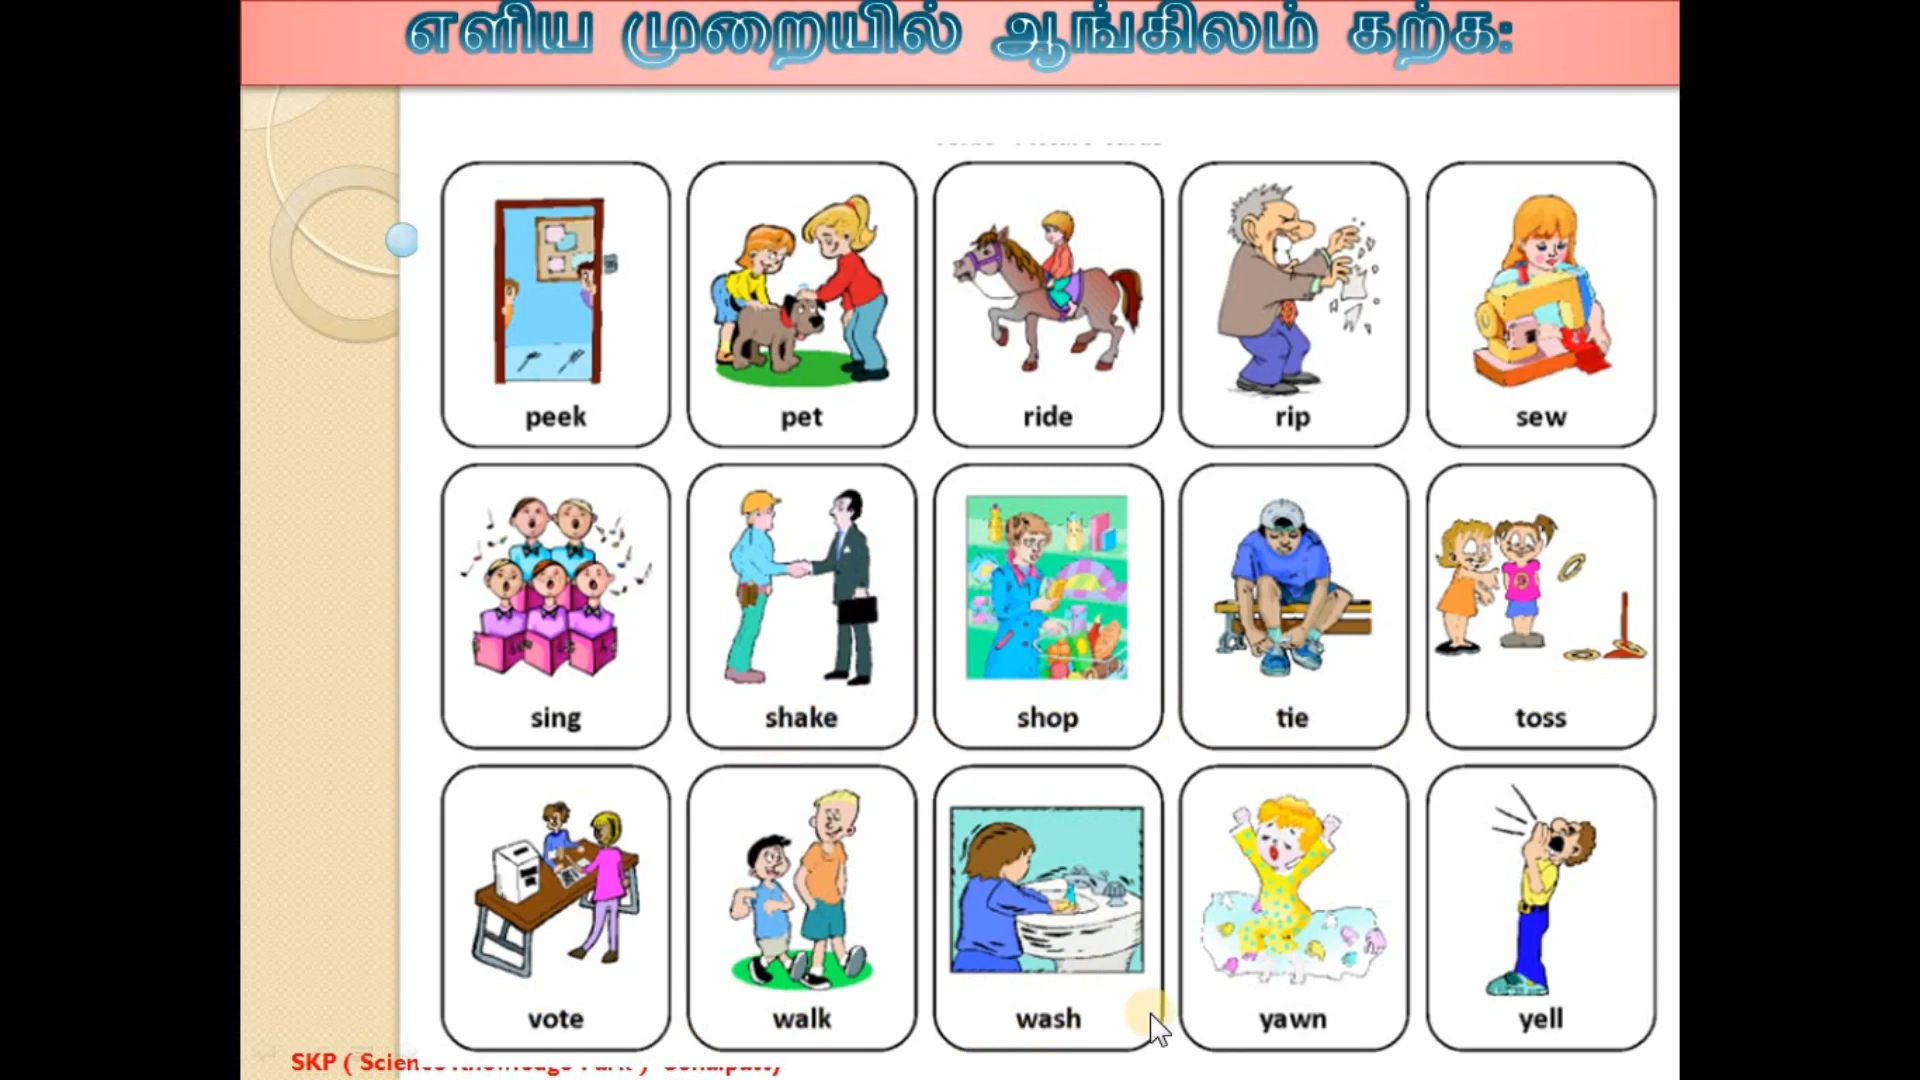 எளிய முறையில் ஆங்கிலம் கற்க:
peek pet ride rip sew
sing shake shop tie toss
vote walk wash yawn yell
SKP ( Scien